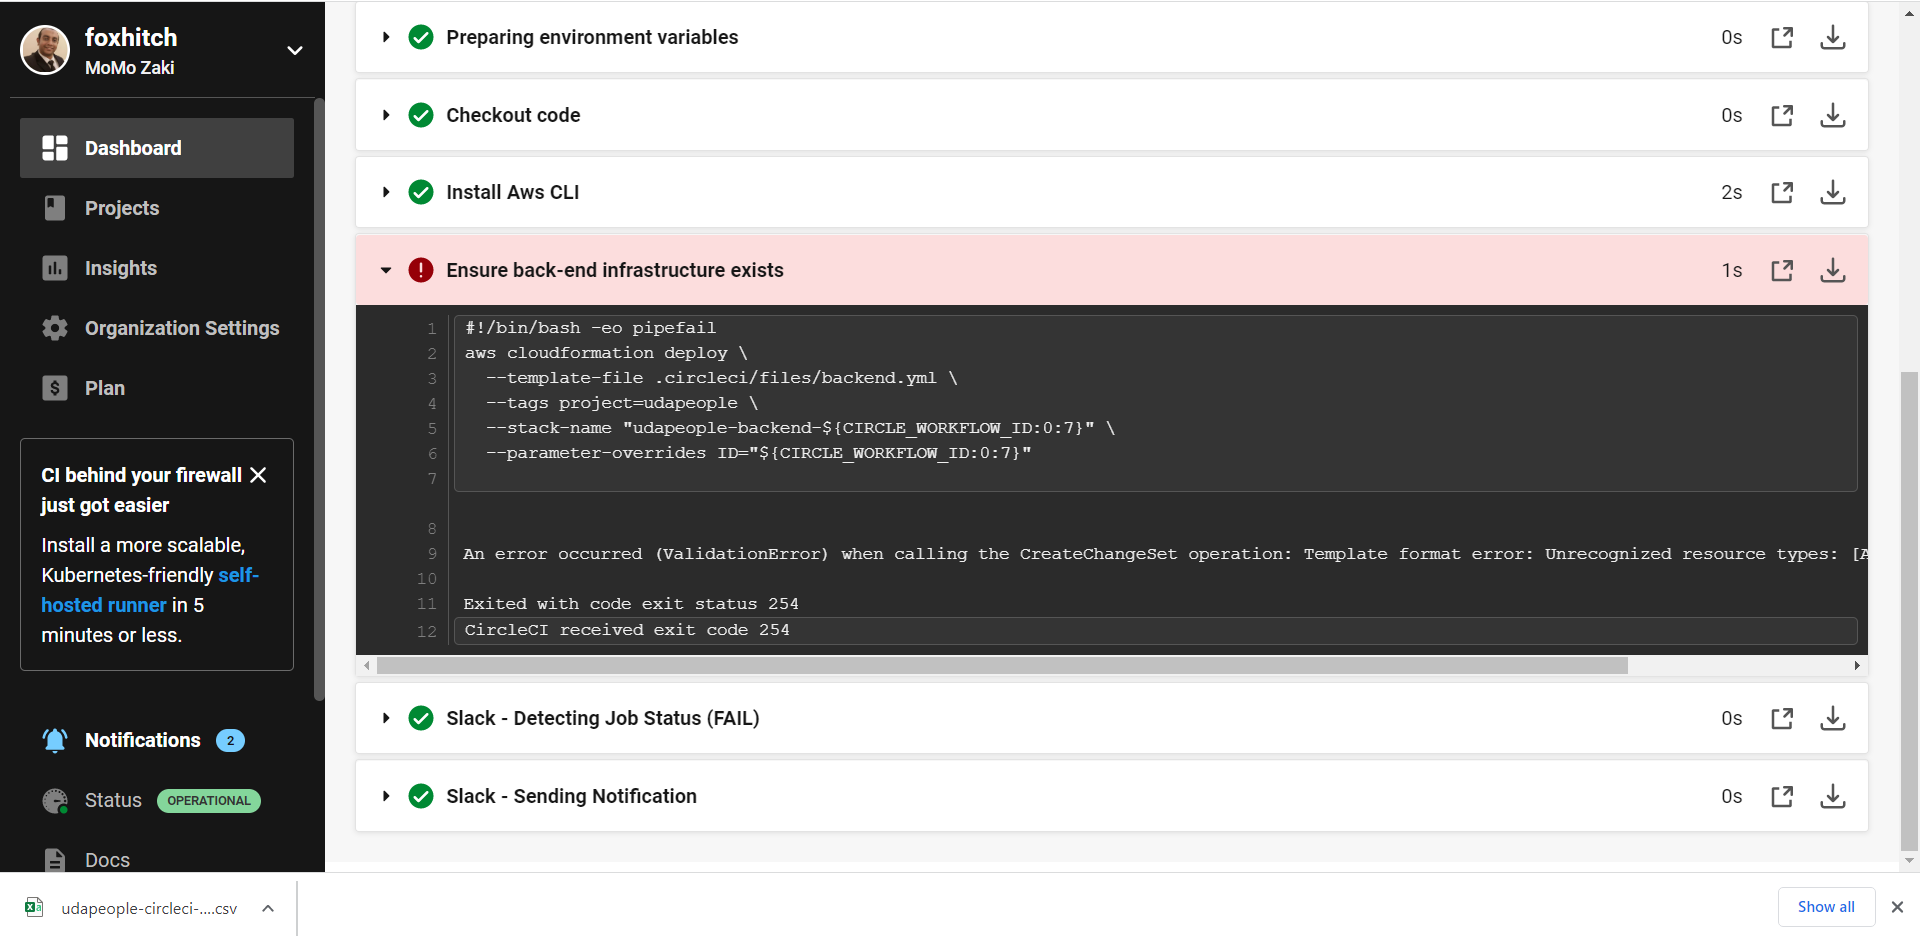 foxhitch
MoMo Zaki
Dashboard
Projects
Insights
Organization Settings
Plan
CI behind your firewall
just got easier
Install a more scalable,
Kubernetes-friendly self-
hosted runner in 5
minutes or less.
Notifications 2
Status OPERATIONAL
Docs
Preparing environment variables 0s
Checkout code 0s
Install Aws CLI 2s
Ensure back-end infrastructure exists 1s
1 #!/bin/bash -eo pipefail
2 aws cloudformation deploy \
3 --template-file .circleci/files/backend.yml \
4 --tags project=udapeople \
5 --stack-name "udapeople-backend-${CIRCLE_WORKFLOW_ID:0:7}" \
6 --parameter-overrides ID="${CIRCLE_WORKFLOW_ID:0:7}"
7
8
9 An error occurred (ValidationError) when calling the CreateChangeSet operation: Template format error: Unrecognized resource types: [A
10
11 Exited with code exit status 254
12 CircleCI received exit code 254
Slack - Detecting Job Status (FAIL) 0s
Slack - Sending Notification 0s
udapeople-circleci-....csv
Show all